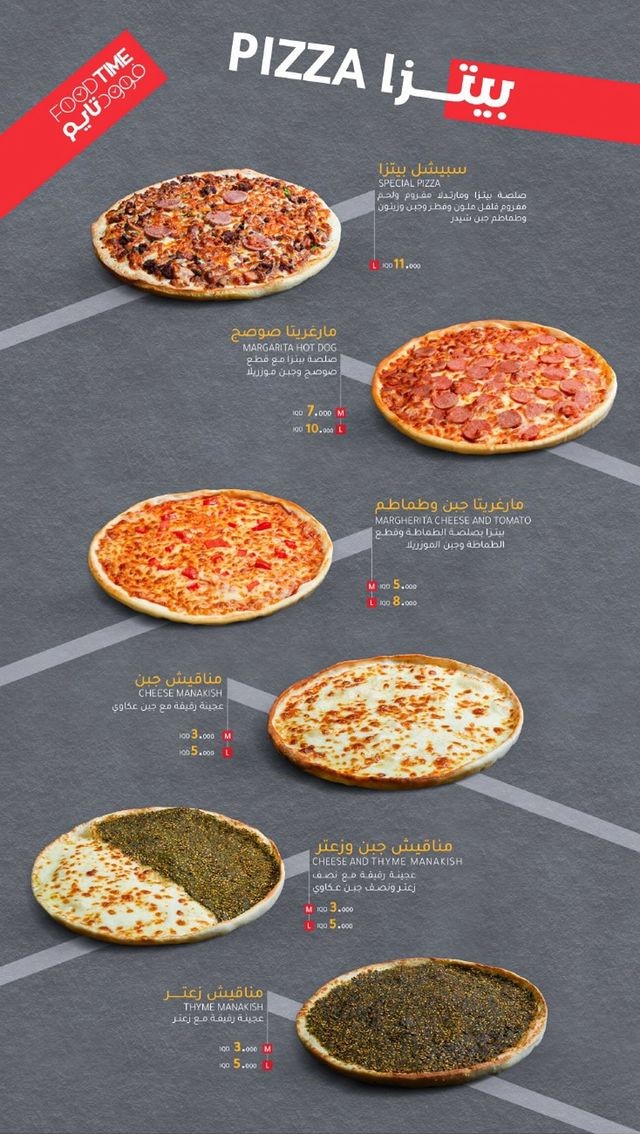 FOOD TIME
فوود تايم
PIZZA بيتزا
سبيشل بيتزا
SPECIAL PIZZA
صلصة بيتزا ومارتدلا مفروم ولحم
مفروم فلفل ملون وفطر وجبن وزيتون
وطماطم جبن شيدر
L IQD 11.000
مارغريتا صوصج
MARGARITA HOT DOG
صلصة بيتزا مع قطع
صوصج وجبن موزريلا
IQD 7.000 M
IQD 10.000 L
مارغريتا جبن وطماطم
MARGHERITA CHEESE AND TOMATO
بيتزا بصلصة الطماطة وقطع
الطماطة وجبن الموزريلا
M IQD 5.000
L IQD 8.000
مناقيش جبن
CHEESE MANAKISH
عجينة رقيقة مع جبن عكاوي
IQD 3.000 M
IQD 5.000 L
مناقيش جبن وزعتر
CHEESE AND THYME MANAKISH
عجينة رقيقة مع نصف
زعتر ونصف جبن عكاوي
M IQD 3.000
L IQD 5.000
مناقيش زعتر
THYME MANAKISH
عجينة رقيقة مع زعتر
IQD 3.000 M
IQD 5.000 L